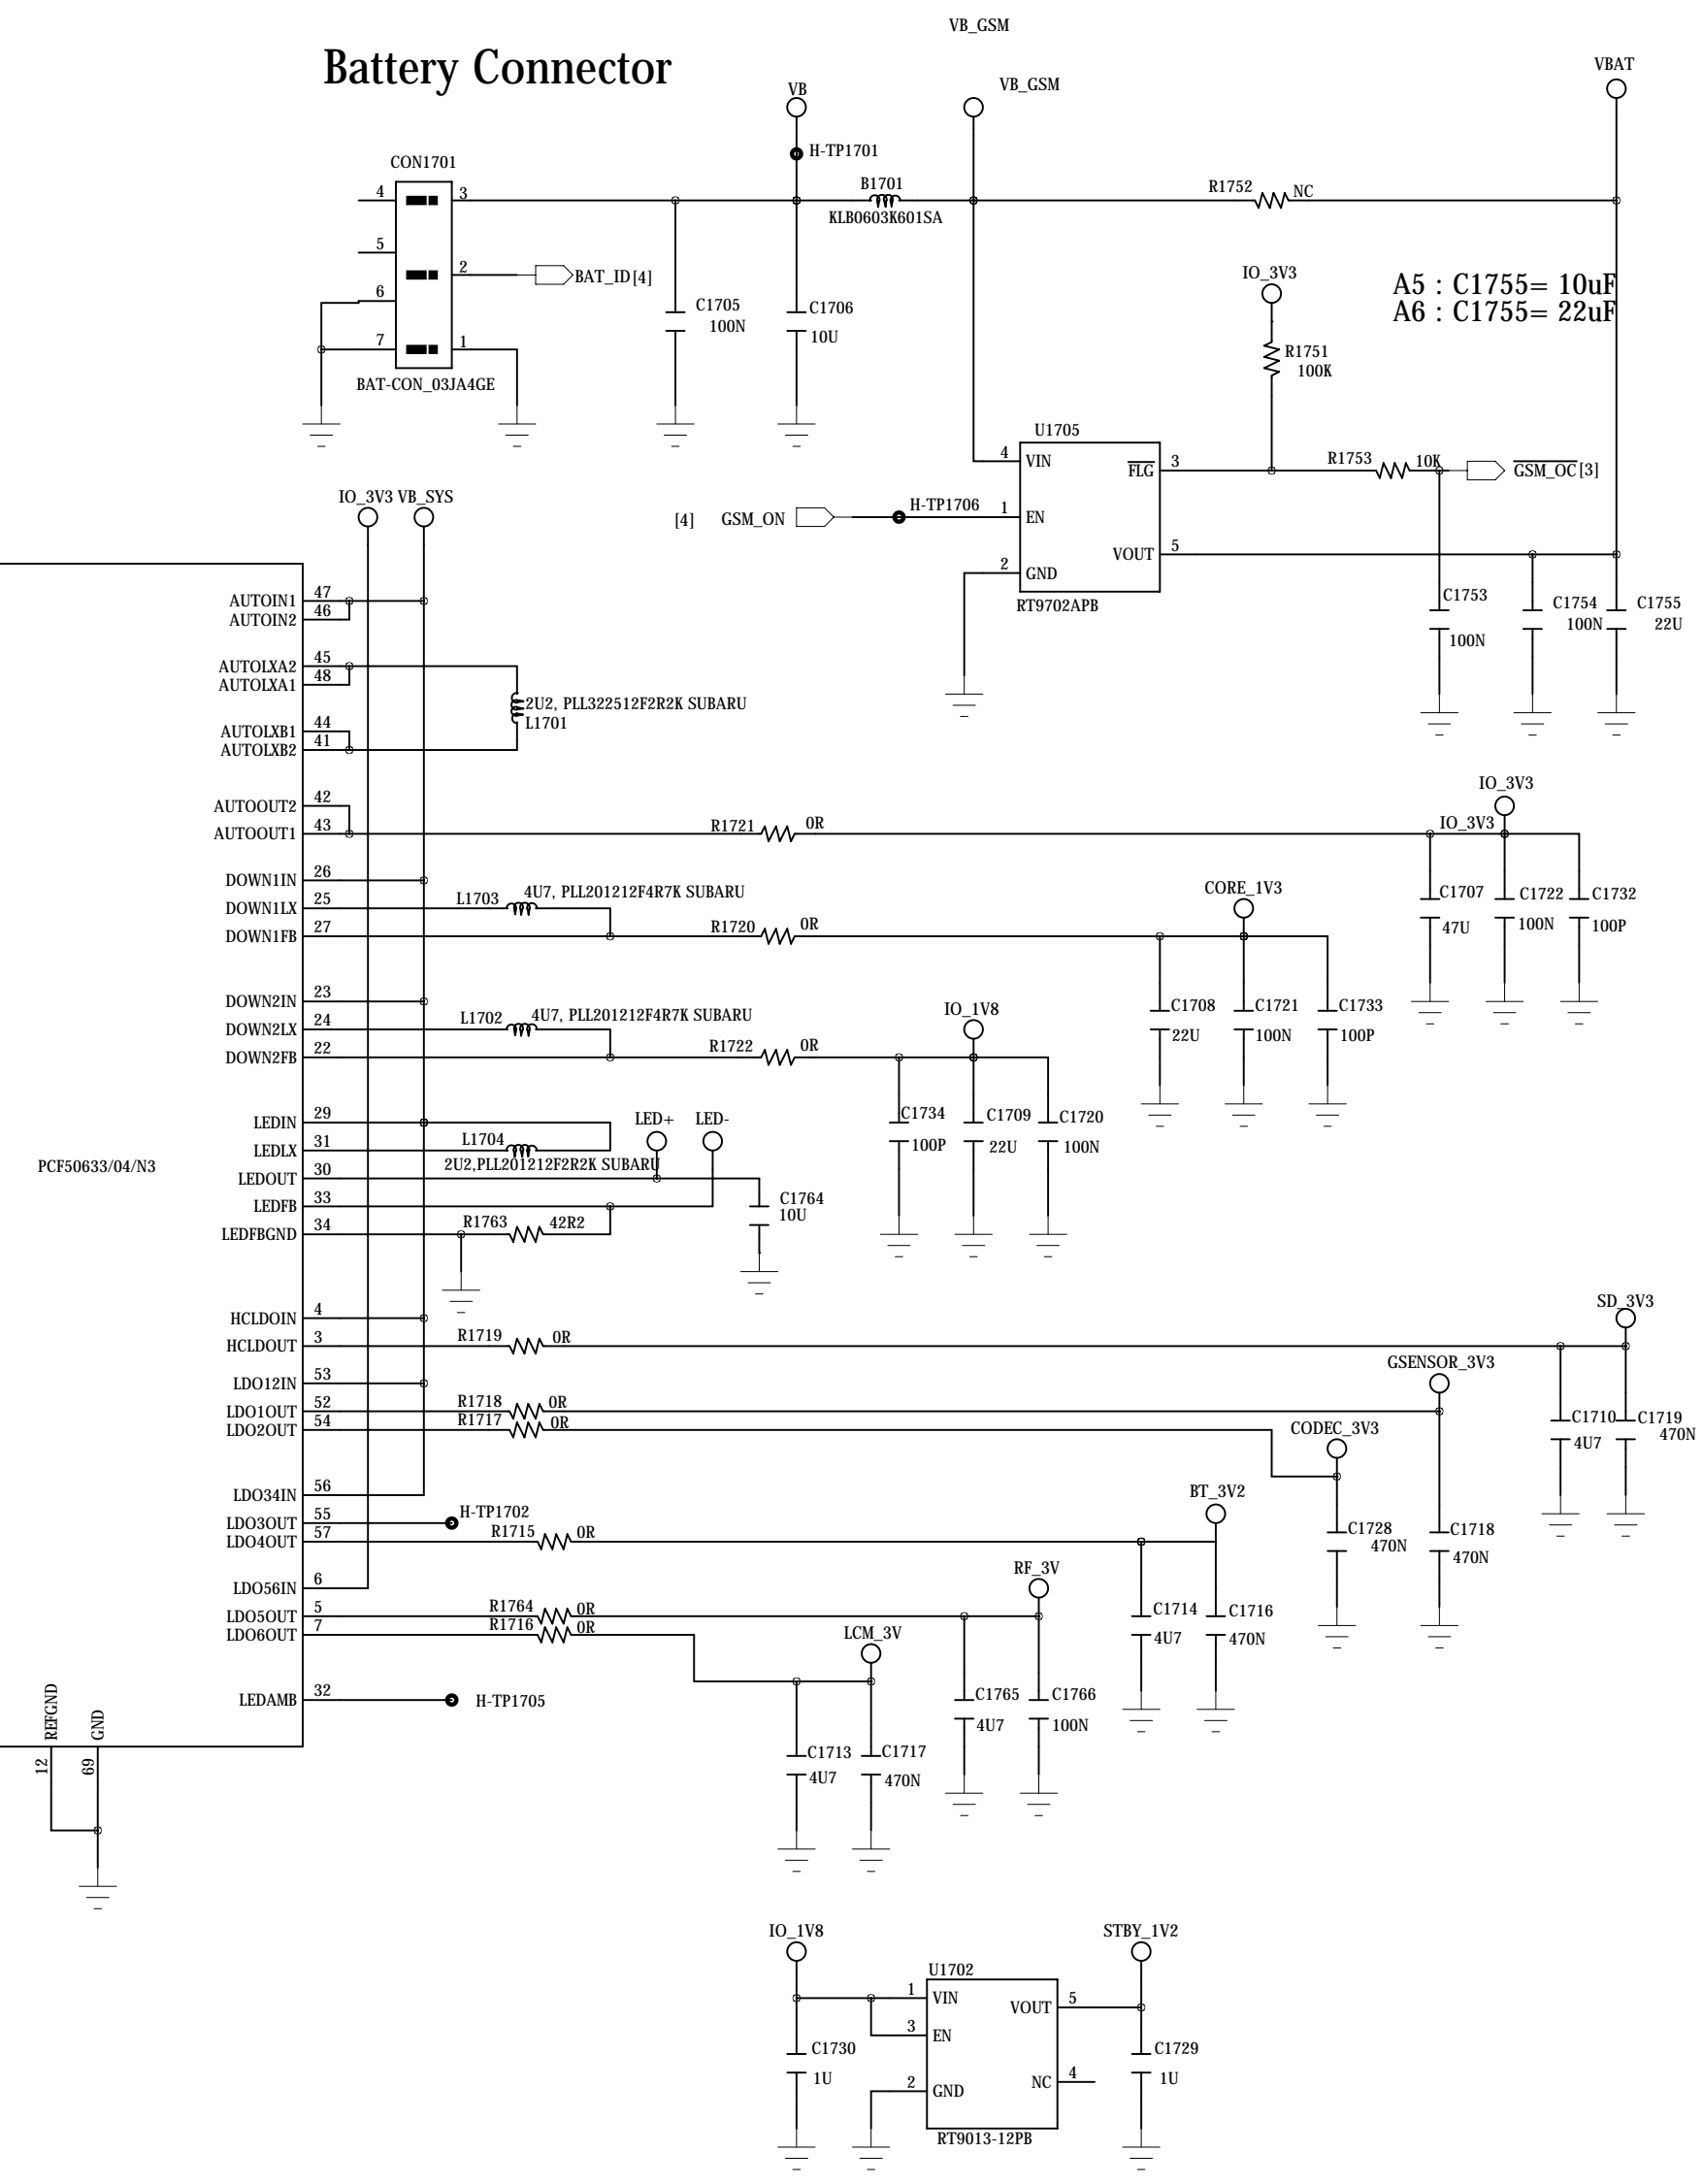 VB_GSM
Battery Connector
VBAT
VB
VB_GSM
H-TP1701
CON1701
B1701
R1752 NC
4 3
KLB0603K601SA
5
2 BAT_ID[4]
IO_3V3
A5 : C1755= 10uF
A6 : C1755= 22uF
6
C1705
100N
C1706
10U
7 1
R1751
100K
BAT-CON_03JA4GE
U1705
4 VIN
FLG 3
R1753 10K
GSM_OC[3]
IO_3V3 VB_SYS
[4] GSM_ON
H-TP1706
1 EN
VOUT 5
2 GND
RT9702APB
C1753
100N
C1754
100N
C1755
22U
AUTOIN1 47
AUTOIN2 46
AUTOLXA2 45
AUTOLXA1 48
2U2, PLL322512F2R2K SUBARU
L1701
AUTOLXB1 44
AUTOLXB2 41
AUTOOUT2 42
AUTOOUT1 43
R1721 0R
IO_3V3
IO_3V3
DOWN1IN 26
DOWN1LX 25
L1703 4U7, PLL201212F4R7K SUBARU
DOWN1FB 27
R1720 0R
CORE_1V3
C1707
47U
C1722
100N
C1732
100P
DOWN2IN 23
DOWN2LX 24
L1702 4U7, PLL201212F4R7K SUBARU
DOWN2FB 22
R1722 0R
IO_1V8
C1708
22U
C1721
100N
C1733
100P
LEDIN 29
LEDLX 31
L1704
2U2,PLL201212F2R2K SUBARU
LED+ LED-
C1734
100P
C1709
22U
C1720
100N
PCF50633/04/N3
LEDOUT 30
LEDFB 33
LEDFBGND 34
R1763 42R2
C1764
10U
HCLDOIN 4
HCLDOUT 3
R1719 0R
SD_3V3
LDO12IN 53
GSENSOR_3V3
LDO1OUT 52
R1718 0R
LDO2OUT 54
R1717 0R
CODEC_3V3
C1710
4U7
C1719
470N
LDO34IN 56
LDO3OUT 55
H-TP1702
LDO4OUT 57
R1715 0R
BT_3V2
C1728
470N
C1718
470N
LDO56IN 6
LDO5OUT 5
R1764 0R
RF_3V
LDO6OUT 7
R1716 0R
LCM_3V
C1714
4U7
C1716
470N
LEDAMB 32
H-TP1705
C1765
4U7
C1766
100N
REFGND
GND
12
69
C1713
4U7
C1717
470N
IO_1V8
STBY_1V2
U1702
1 VIN
VOUT 5
3 EN
C1730
1U
C1729
1U
2 GND
NC 4
RT9013-12PB